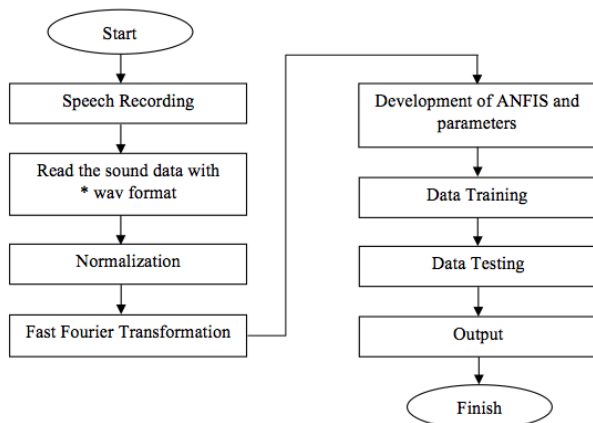 Start
Speech Recording
Read the sound data with
* wav format
Normalization
Fast Fourier Transformation
Development of ANFIS and
parameters
Data Training
Data Testing
Output
Finish